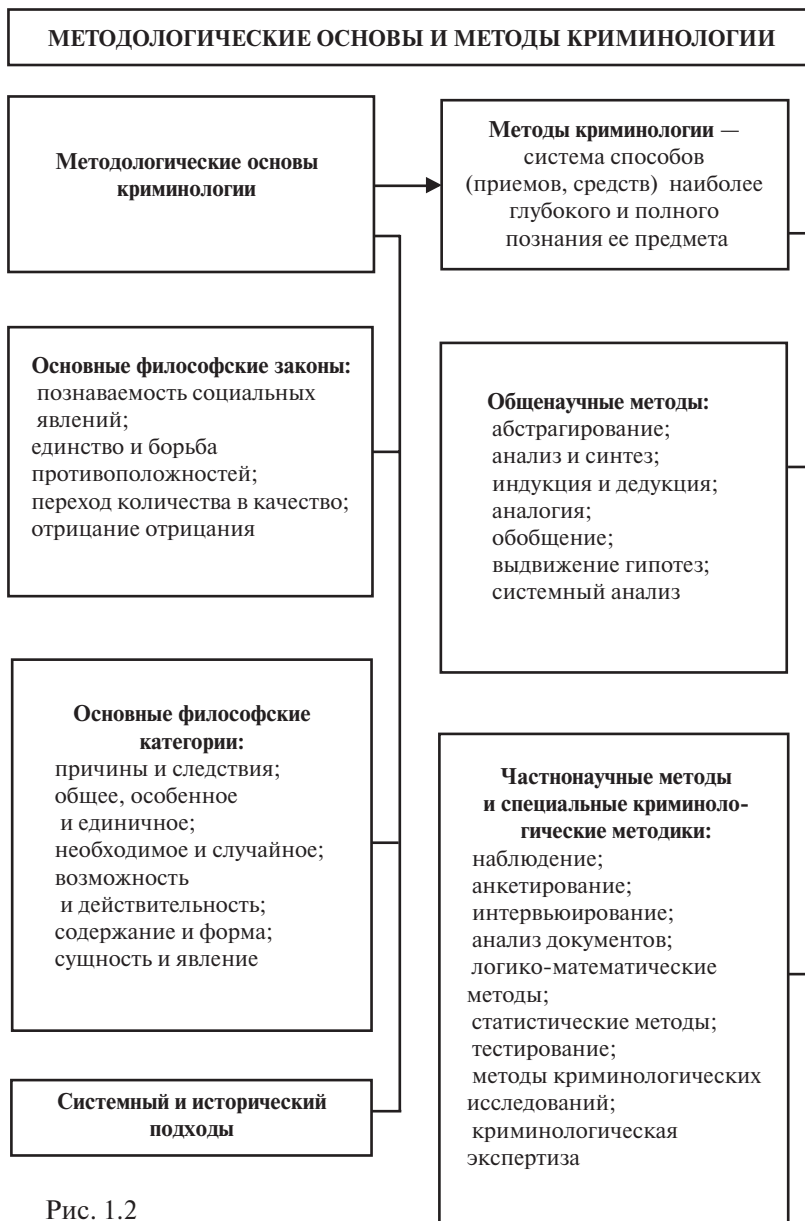 МЕТОДОЛОГИЧЕСКИЕ ОСНОВЫ И МЕТОДЫ КРИМИНОЛОГИИ
Методологические основы
криминологии
Методы криминологии —
система способов
(приемов, средств) наиболее
глубокого и полного
познания ее предмета
Основные философские законы:
познаваемость социальных
явлений;
единство и борьба
противоположностей;
переход количества в качество;
отрицание отрицания
Общенаучные методы:
абстрагирование;
анализ и синтез;
индукция и дедукция;
аналогия;
обобщение;
выдвижение гипотез;
системный анализ
Основные философские
категории:
причины и следствия;
общее, особенное
и единичное;
необходимое и случайное;
возможность
и действительность;
содержание и форма;
сущность и явление
Частнонаучные методы
и специальные криминоло-
гические методики:
наблюдение;
анкетирование;
интервьюирование;
анализ документов;
логико-математические
методы;
статистические методы;
тестирование;
методы криминологических
исследований;
криминологическая
экспертиза
Системный и исторический
подходы
Рис. 1.2